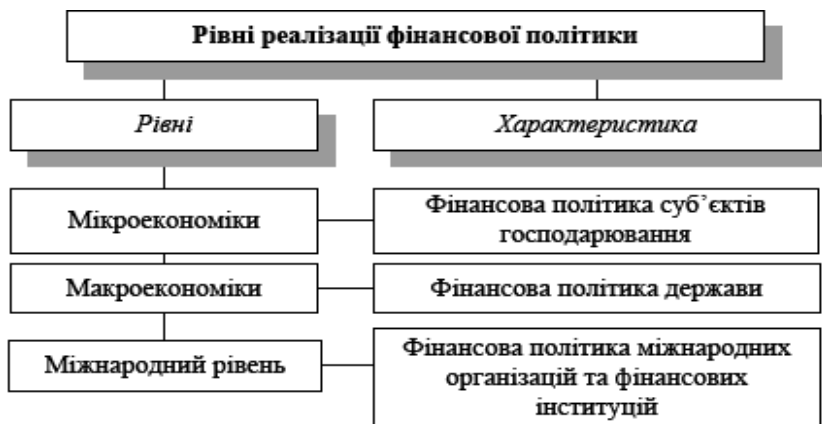 Рівні реалізації фінансової політики
Рівні
Характеристика
Мікроекономіки
Фінансова політика суб’єктів
господарювання
Макроекономіки
Фінансова політика держави
Міжнародний рівень
Фінансова політика міжнародних
організацій та фінансових
інституцій